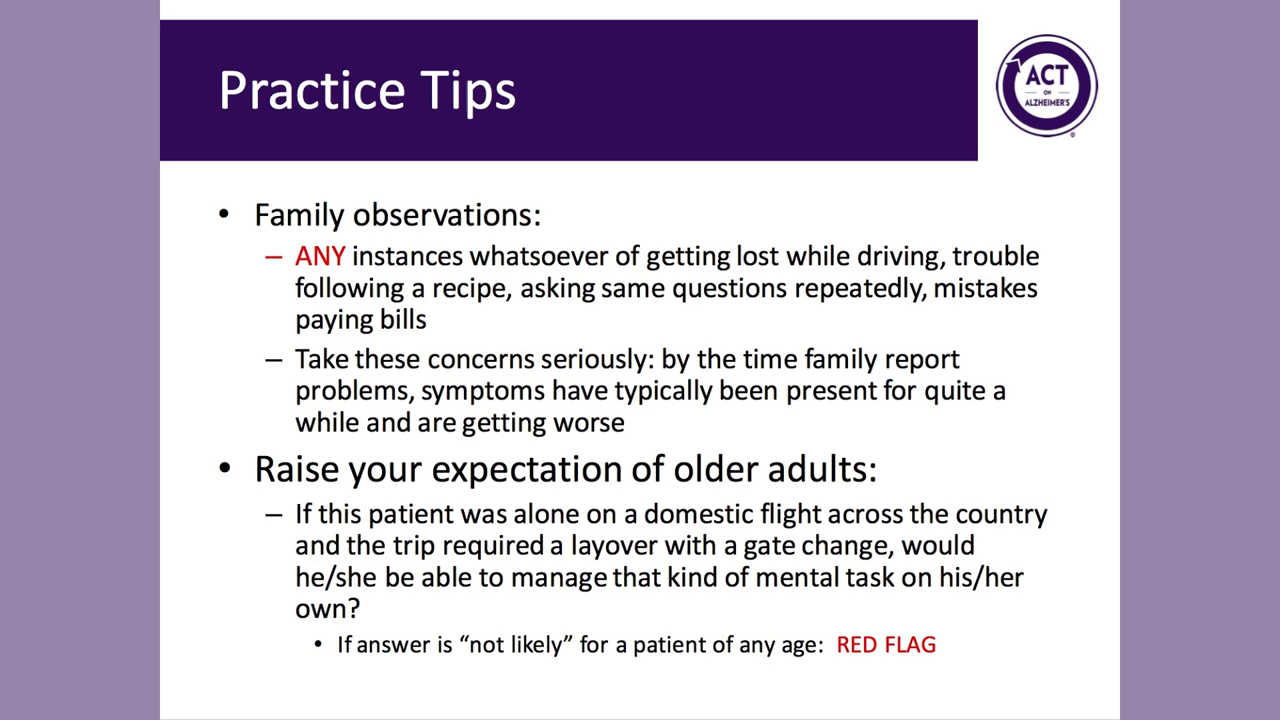 Practice Tips
ACT
ON
ALZHEIMER'S
®
• Family observations:
– ANY instances whatsoever of getting lost while driving, trouble
following a recipe, asking same questions repeatedly, mistakes
paying bills
– Take these concerns seriously: by the time family report
problems, symptoms have typically been present for quite a
while and are getting worse
• Raise your expectation of older adults:
– If this patient was alone on a domestic flight across the country
and the trip required a layover with a gate change, would
he/she be able to manage that kind of mental task on his/her
own?
• If answer is “not likely” for a patient of any age: RED FLAG